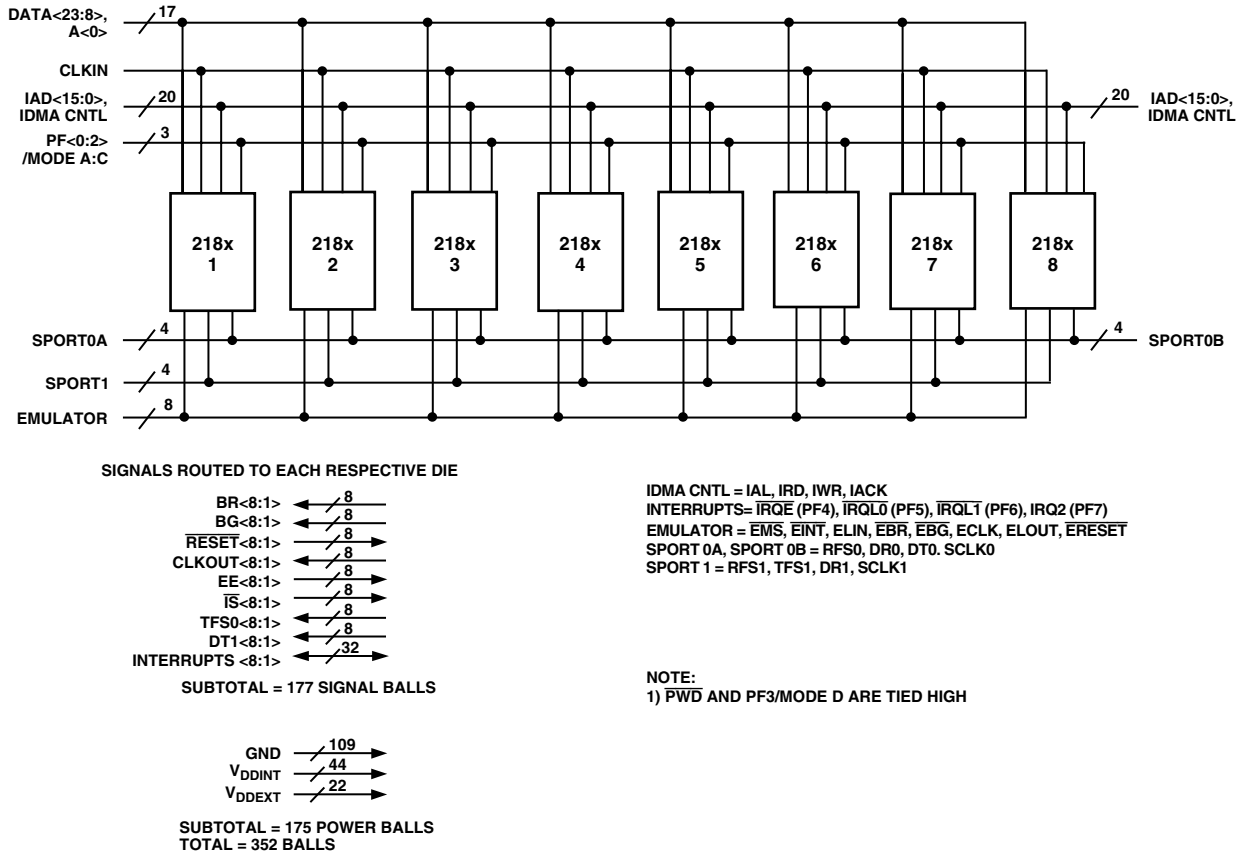 DATA<23:8>,
A<0>
17
CLKIN
IAD<15:0>,
IDMA CNTL
20
20
IAD<15:0>,
IDMA CNTL
PF<0:2>
/MODE A:C
3
218x
1
218x
2
218x
3
218x
4
218x
5
218x
6
218x
7
218x
8
SPORT0A
4
4
SPORT0B
SPORT1
4
EMULATOR
8
SIGNALS ROUTED TO EACH RESPECTIVE DIE
BR<8:1> 8
BG<8:1> 8
RESET<8:1> 8
CLKOUT<8:1> 8
EE<8:1> 8
IS<8:1> 8
TFS0<8:1> 8
DT1<8:1> 8
INTERRUPTS <8:1> 32
SUBTOTAL = 177 SIGNAL BALLS
GND 109
VDDINT 44
VDDEXT 22
SUBTOTAL = 175 POWER BALLS
TOTAL = 352 BALLS
IDMA CNTL = IAL, IRD, IWR, IACK
INTERRUPTS= IRQE (PF4), IRQL0 (PF5), IRQL1 (PF6), IRQ2 (PF7)
EMULATOR = EMS, EINT, ELIN, EBR, EBG, ECLK, ELOUT, ERESET
SPORT 0A, SPORT 0B = RFS0, DR0, DT0. SCLK0
SPORT 1 = RFS1, TFS1, DR1, SCLK1
NOTE:
1) PWD AND PF3/MODE D ARE TIED HIGH